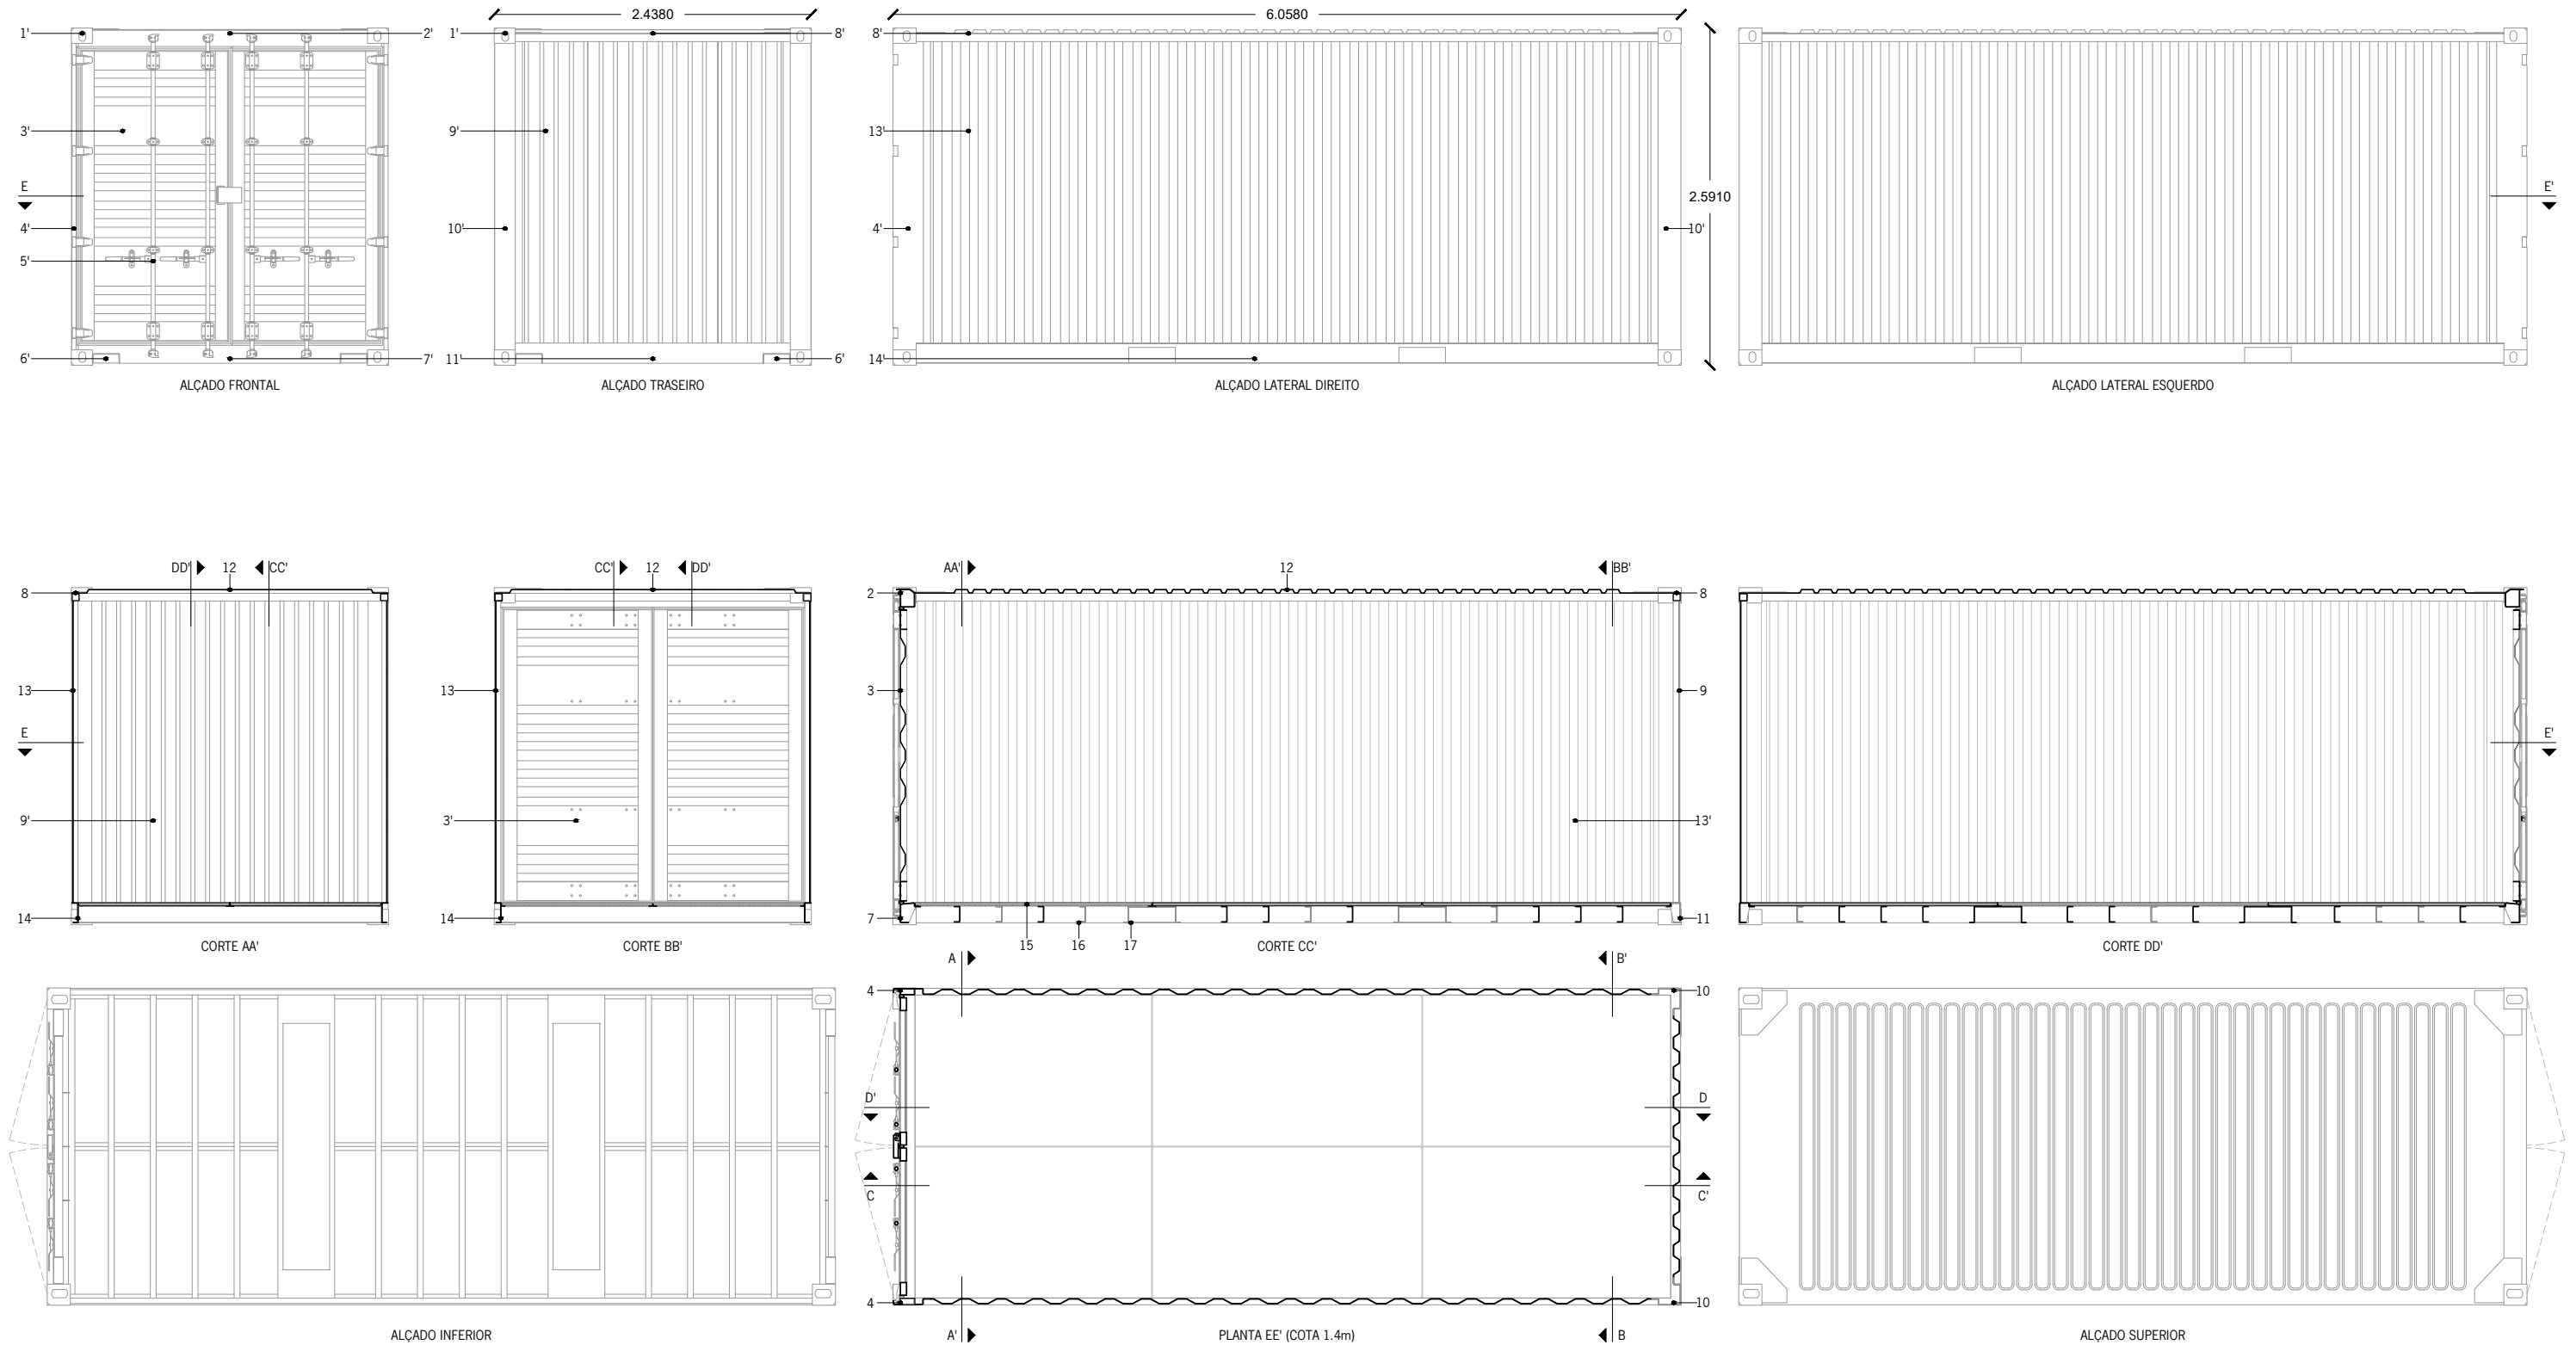 2.4380
6.0580
1'
2'
1'
8'
8'
3'
9'
13'
E
2.5910
E'
4'
10'
4'
10'
5'
6'
7'
11'
6'
14'
ALÇADO FRONTAL
ALÇADO TRASEIRO
ALÇADO LATERAL DIREITO
ALÇADO LATERAL ESQUERDO
DD'
12
CC'
CC'
12
DD'
AA'
12
BB'
8
2
8
13
13
3
9
E
E'
9'
3'
13'
14
14
7
11
15
16
17
CORTE AA'
CORTE BB'
CORTE CC'
CORTE DD'
A
B'
4
10
D'
D
C
C'
4
10
A'
B
ALÇADO INFERIOR
PLANTA EE' (COTA 1.4m)
ALÇADO SUPERIOR